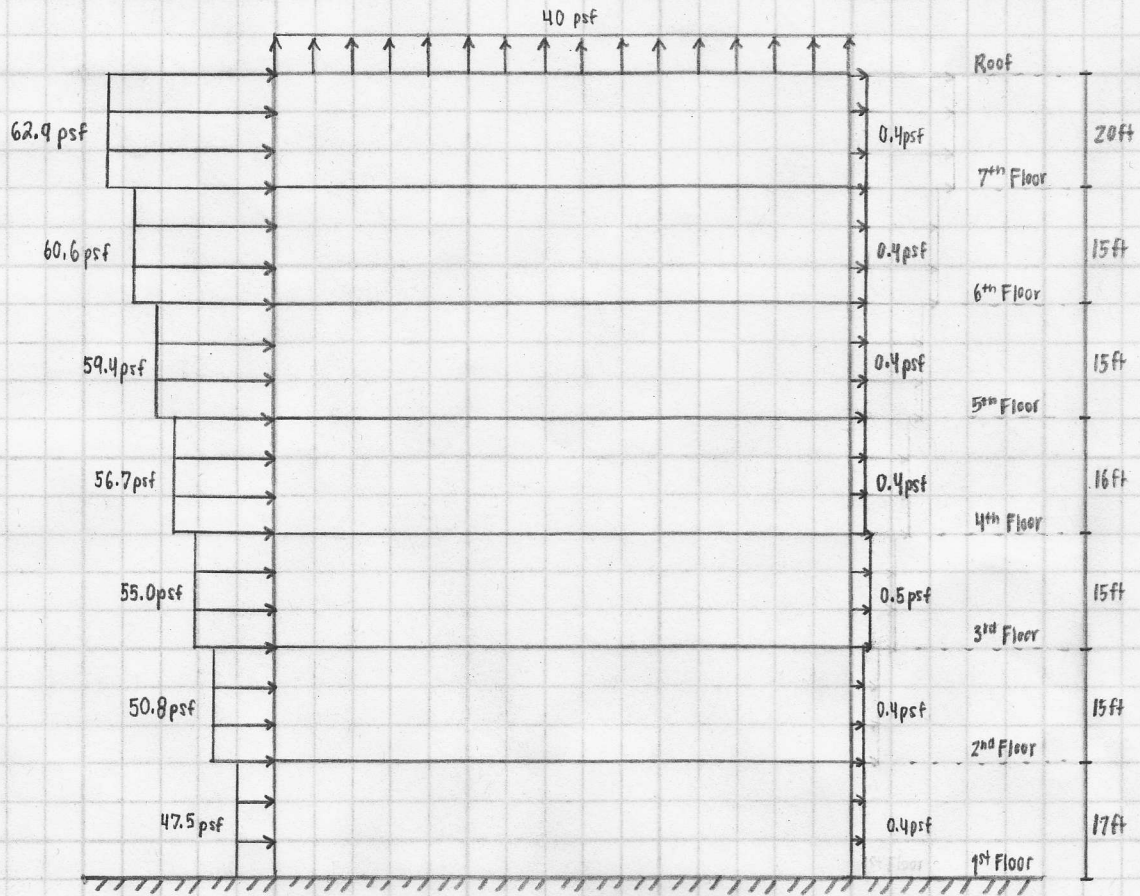 40 psf
Roof
62.9 psf
0.4psf
20ft
7th Floor
60.6 psf
0.4psf
15ft
6th Floor
59.4psf
0.4psf
15ft
5th Floor
56.7psf
0.4psf
16ft
4th Floor
55.0psf
0.5psf
15ft
3rd Floor
50.8psf
0.4psf
15ft
2nd Floor
47.5psf
0.4psf
17ft
1st Floor